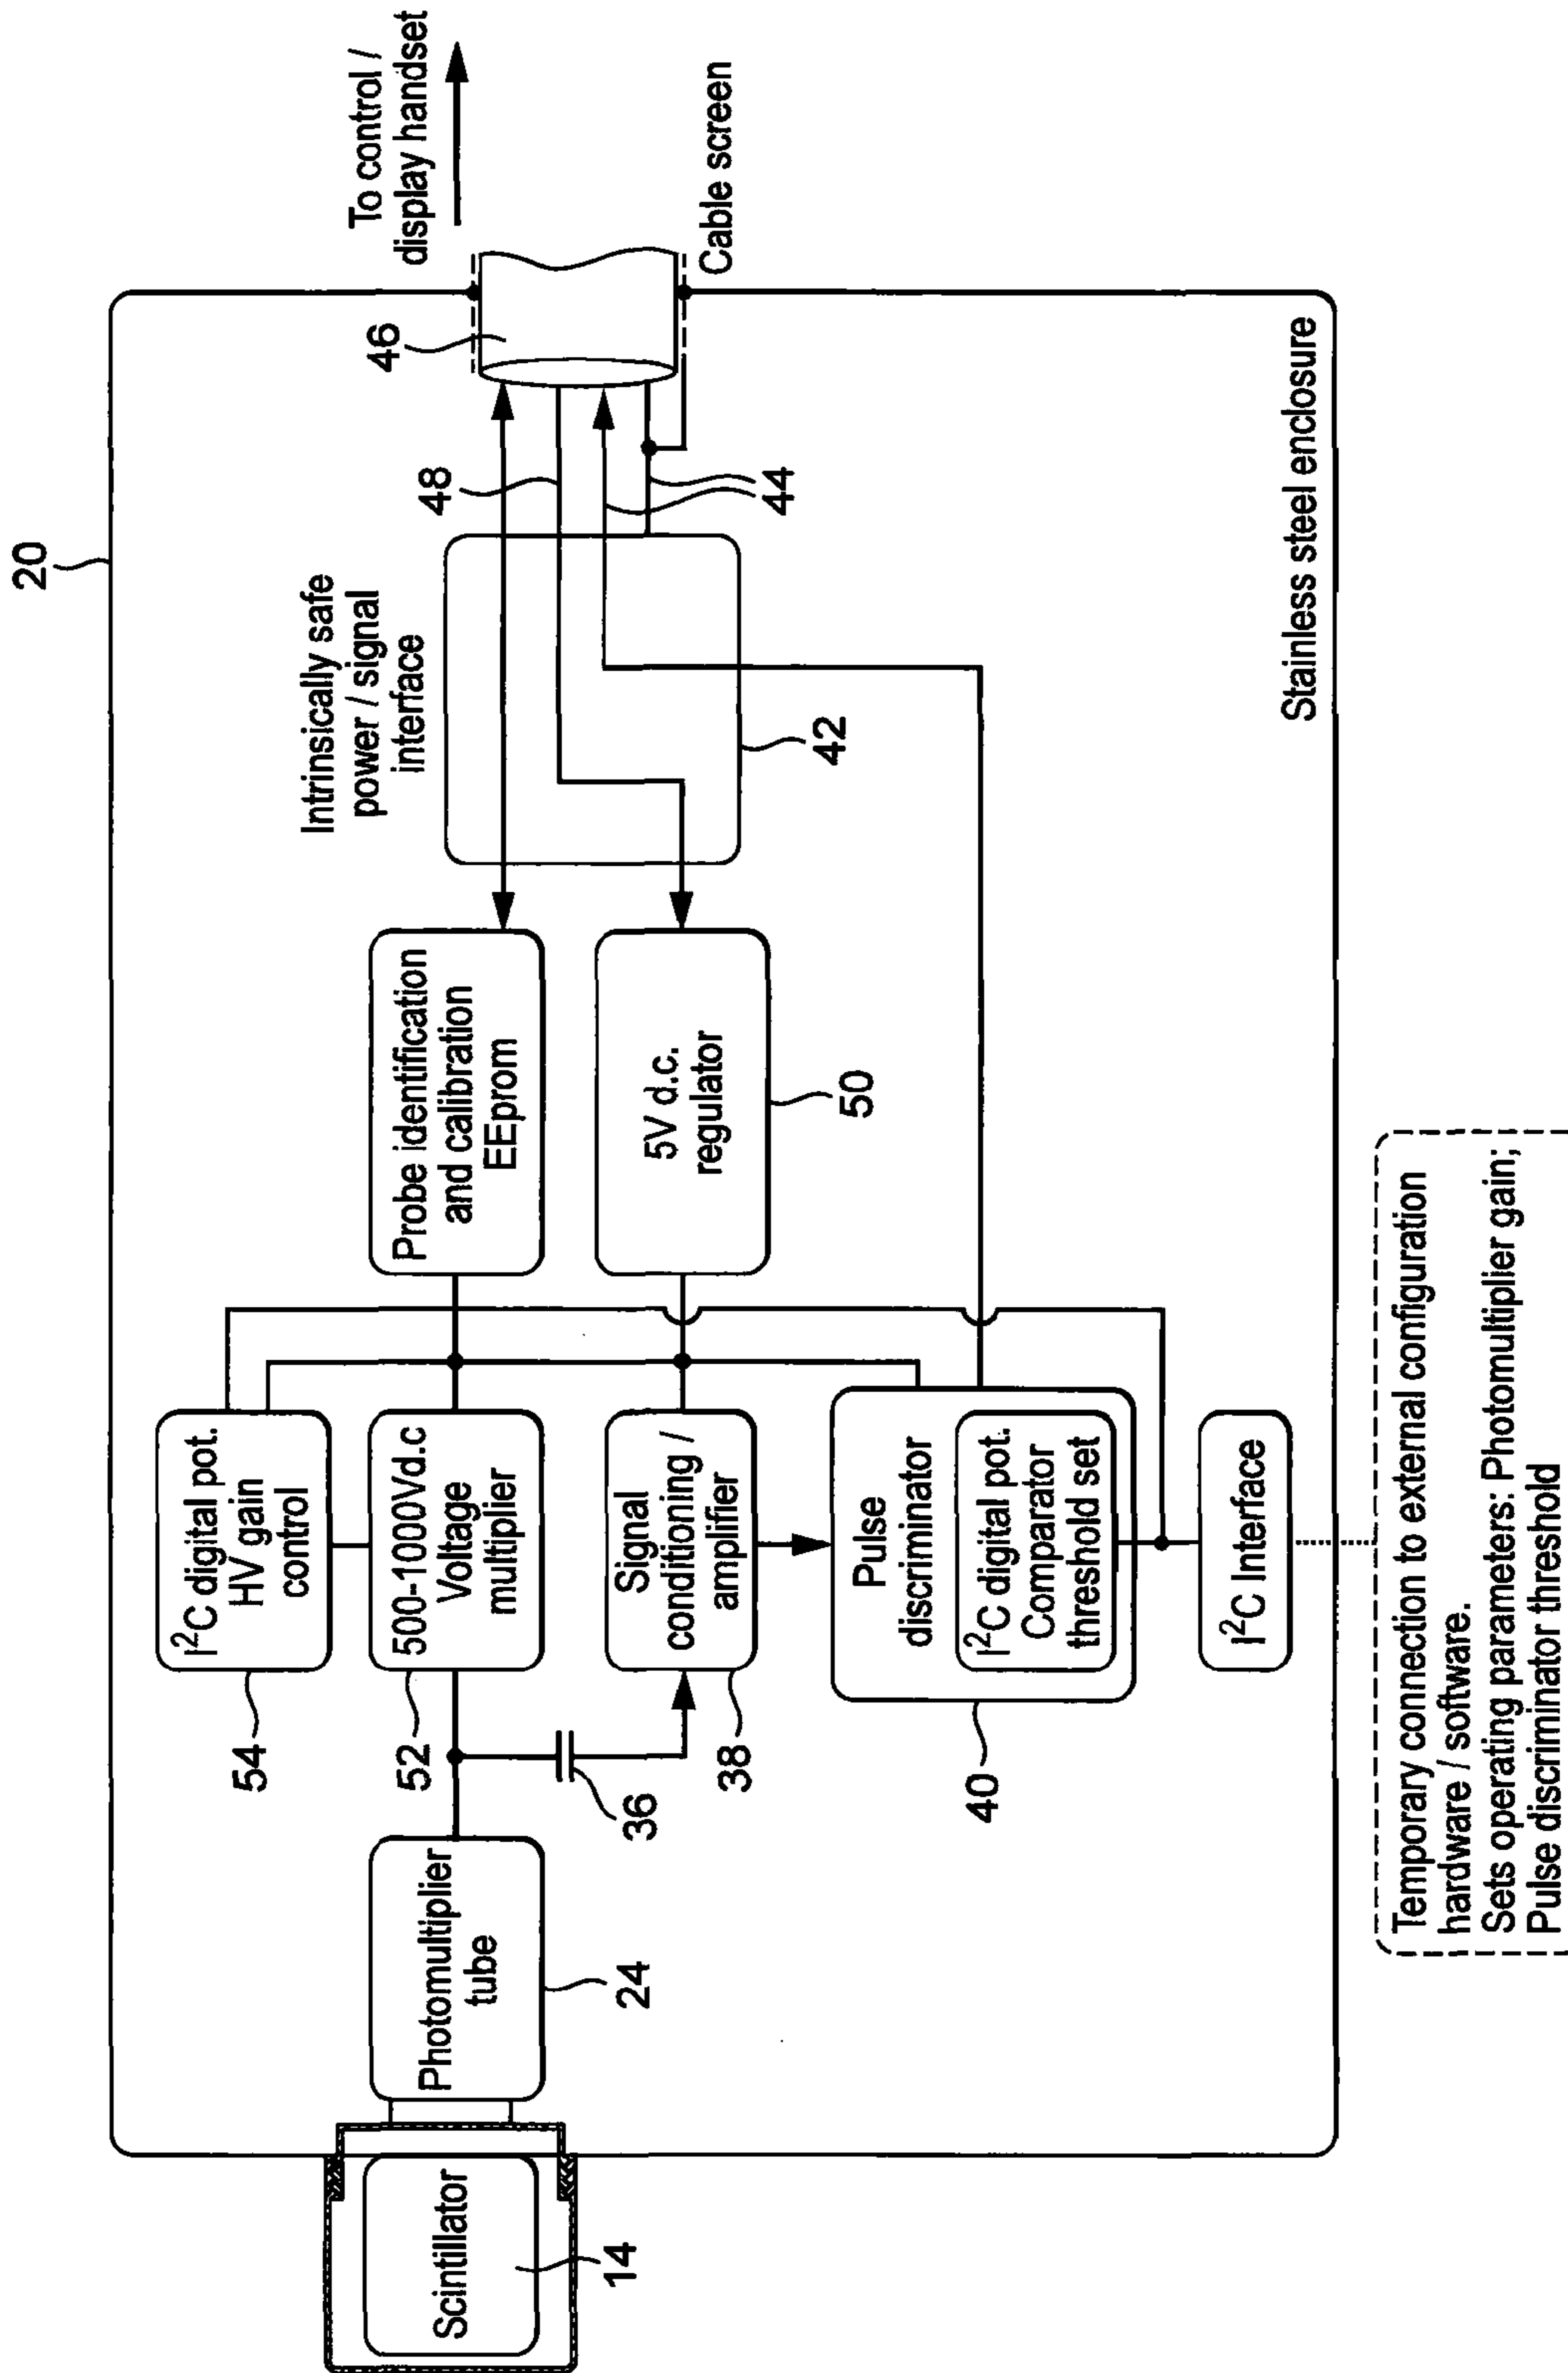 20
To control /
display handset
Cable screen
46
48
44
Intrinsically safe
power / signal
interface
42
Stainless steel enclosure
Probe identification
and calibration
EEprom
5V d.c.
regulator
50
I²C digital pot.
HV gain
control
54
500-1000Vd.c
Voltage
multiplier
52
Signal
conditioning /
amplifier
38
36
Pulse
discriminator
I²C digital pot.
Comparator
threshold set
40
I²C Interface
Photomultiplier
tube
24
Scintillator
14
Temporary connection to external configuration
hardware / software.
Sets operating parameters: Photomultiplier gain;
Pulse discriminator threshold